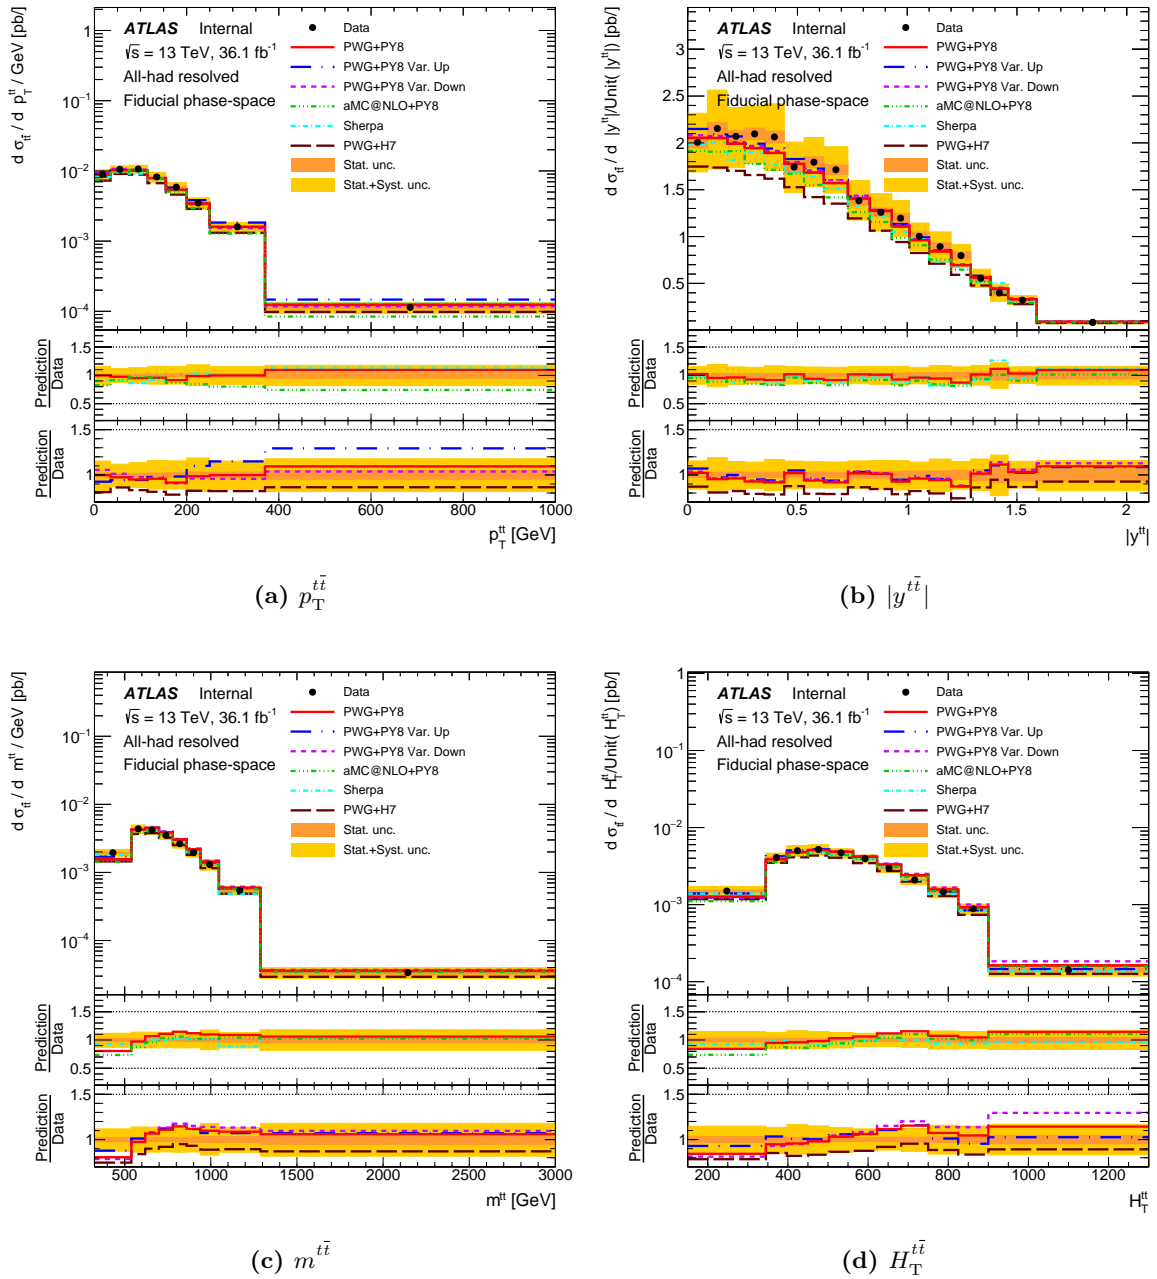 d σtt̄ / d p_T^tt̄ / GeV [pb/]
ATLAS Internal
√s = 13 TeV, 36.1 fb⁻¹
All-had resolved
Fiducial phase-space
Data
PWG+PY8
PWG+PY8 Var. Up
PWG+PY8 Var. Down
aMC@NLO+PY8
Sherpa
PWG+H7
Stat. unc.
Stat.+Syst. unc.
1
10⁻¹
10⁻²
10⁻³
10⁻⁴
Prediction
Data
1.5
1
0.5
Prediction
Data
1.5
1
0 200 400 600 800 1000
p_T^tt̄ [GeV]
(a) p_T^tt̄
d σtt̄ / d |y^tt̄|/Unit( |y^tt̄|) [pb/]
ATLAS Internal
√s = 13 TeV, 36.1 fb⁻¹
All-had resolved
Fiducial phase-space
Data
PWG+PY8
PWG+PY8 Var. Up
PWG+PY8 Var. Down
aMC@NLO+PY8
Sherpa
PWG+H7
Stat. unc.
Stat.+Syst. unc.
3
2.5
2
1.5
1
0.5
Prediction
Data
1.5
1
0.5
Prediction
Data
1.5
1
0 0.5 1 1.5 2
|y^tt̄|
(b) |y^tt̄|
d σtt̄ / d m^tt̄ / GeV [pb/]
ATLAS Internal
√s = 13 TeV, 36.1 fb⁻¹
All-had resolved
Fiducial phase-space
Data
PWG+PY8
PWG+PY8 Var. Up
PWG+PY8 Var. Down
aMC@NLO+PY8
Sherpa
PWG+H7
Stat. unc.
Stat.+Syst. unc.
10⁻¹
10⁻²
10⁻³
10⁻⁴
Prediction
Data
1.5
1
0.5
Prediction
Data
1.5
1
500 1000 1500 2000 2500 3000
m^tt̄ [GeV]
(c) m^tt̄
d σtt̄ / d H_T^tt̄/Unit( H_T^tt̄) [pb/]
ATLAS Internal
√s = 13 TeV, 36.1 fb⁻¹
All-had resolved
Fiducial phase-space
Data
PWG+PY8
PWG+PY8 Var. Up
PWG+PY8 Var. Down
aMC@NLO+PY8
Sherpa
PWG+H7
Stat. unc.
Stat.+Syst. unc.
1
10⁻¹
10⁻²
10⁻³
10⁻⁴
Prediction
Data
1.5
1
0.5
Prediction
Data
1.5
1
200 400 600 800 1000 1200
H_T^tt̄
(d) H_T^tt̄